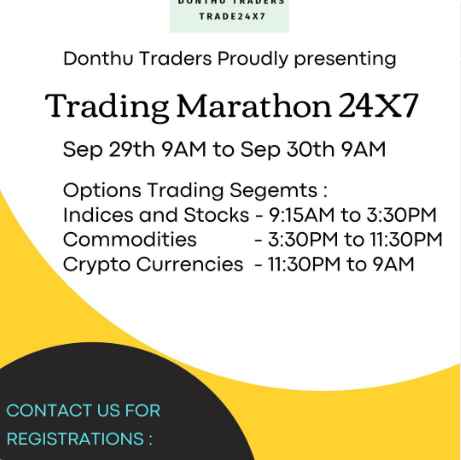 DONTHU TRADERS
TRADE24X7
Donthu Traders Proudly presenting
Trading Marathon 24X7
Sep 29th 9AM to Sep 30th 9AM
Options Trading Segemts :
Indices and Stocks - 9:15AM to 3:30PM
Commodities - 3:30PM to 11:30PM
Crypto Currencies - 11:30PM to 9AM
CONTACT US FOR
REGISTRATIONS :